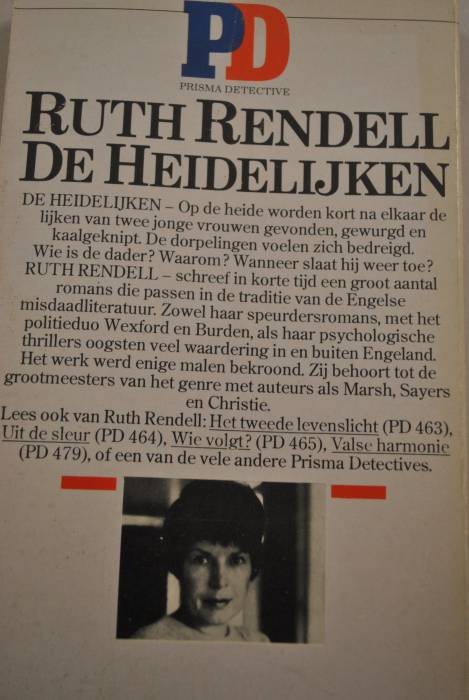 PD
PRISMA DETECTIVE
RUTH RENDELL
DE HEIDELIJKEN
DE HEIDELIJKEN – Op de heide worden kort na elkaar de
lijken van twee jonge vrouwen gevonden, gewurgd en
kaalgeknipt. De dorpelingen voelen zich bedreigd.
Wie is de dader? Waarom? Wanneer slaat hij weer toe?
RUTH RENDELL – schreef in korte tijd een groot aantal
romans die passen in de traditie van de Engelse
misdaadliteratuur. Zowel haar speurdersromans, met het
politieduo Wexford en Burden, als haar psychologische
thrillers oogsten veel waardering in en buiten Engeland.
Het werk werd enige malen bekroond. Zij behoort tot de
grootmeesters van het genre met auteurs als Marsh, Sayers
en Christie.
Lees ook van Ruth Rendell: Het tweede levenslicht (PD 463),
Uit de sleur (PD 464), Wie volgt? (PD 465), Valse harmonie
(PD 479), of een van de vele andere Prisma Detectives.